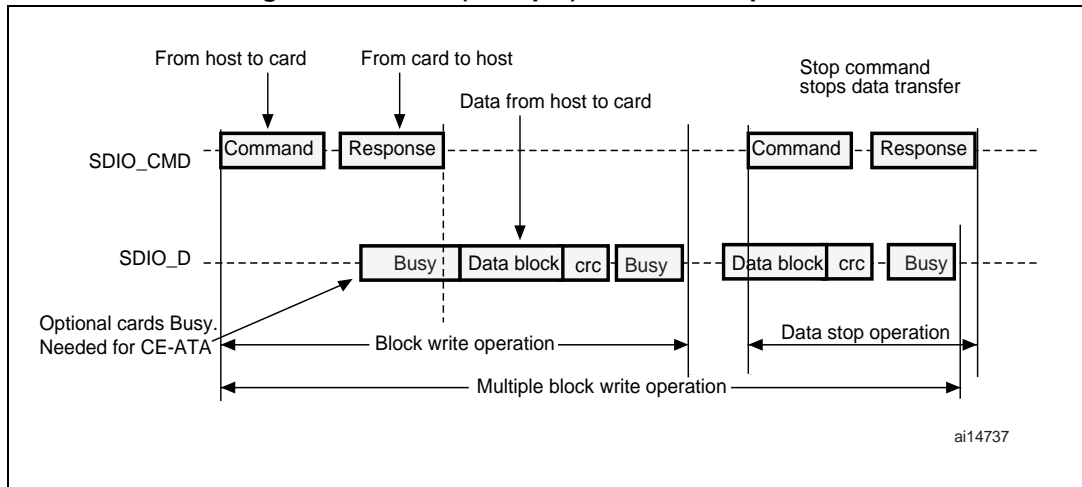 From host to card
From card to host
Stop command
stops data transfer
Data from host to card
SDIO_CMD
Command
Response
Command
Response
SDIO_D
Busy
Data block
crc
Busy
Data block
crc
Busy
Optional cards Busy.
Needed for CE-ATA
Block write operation
Data stop operation
Multiple block write operation
ai14737